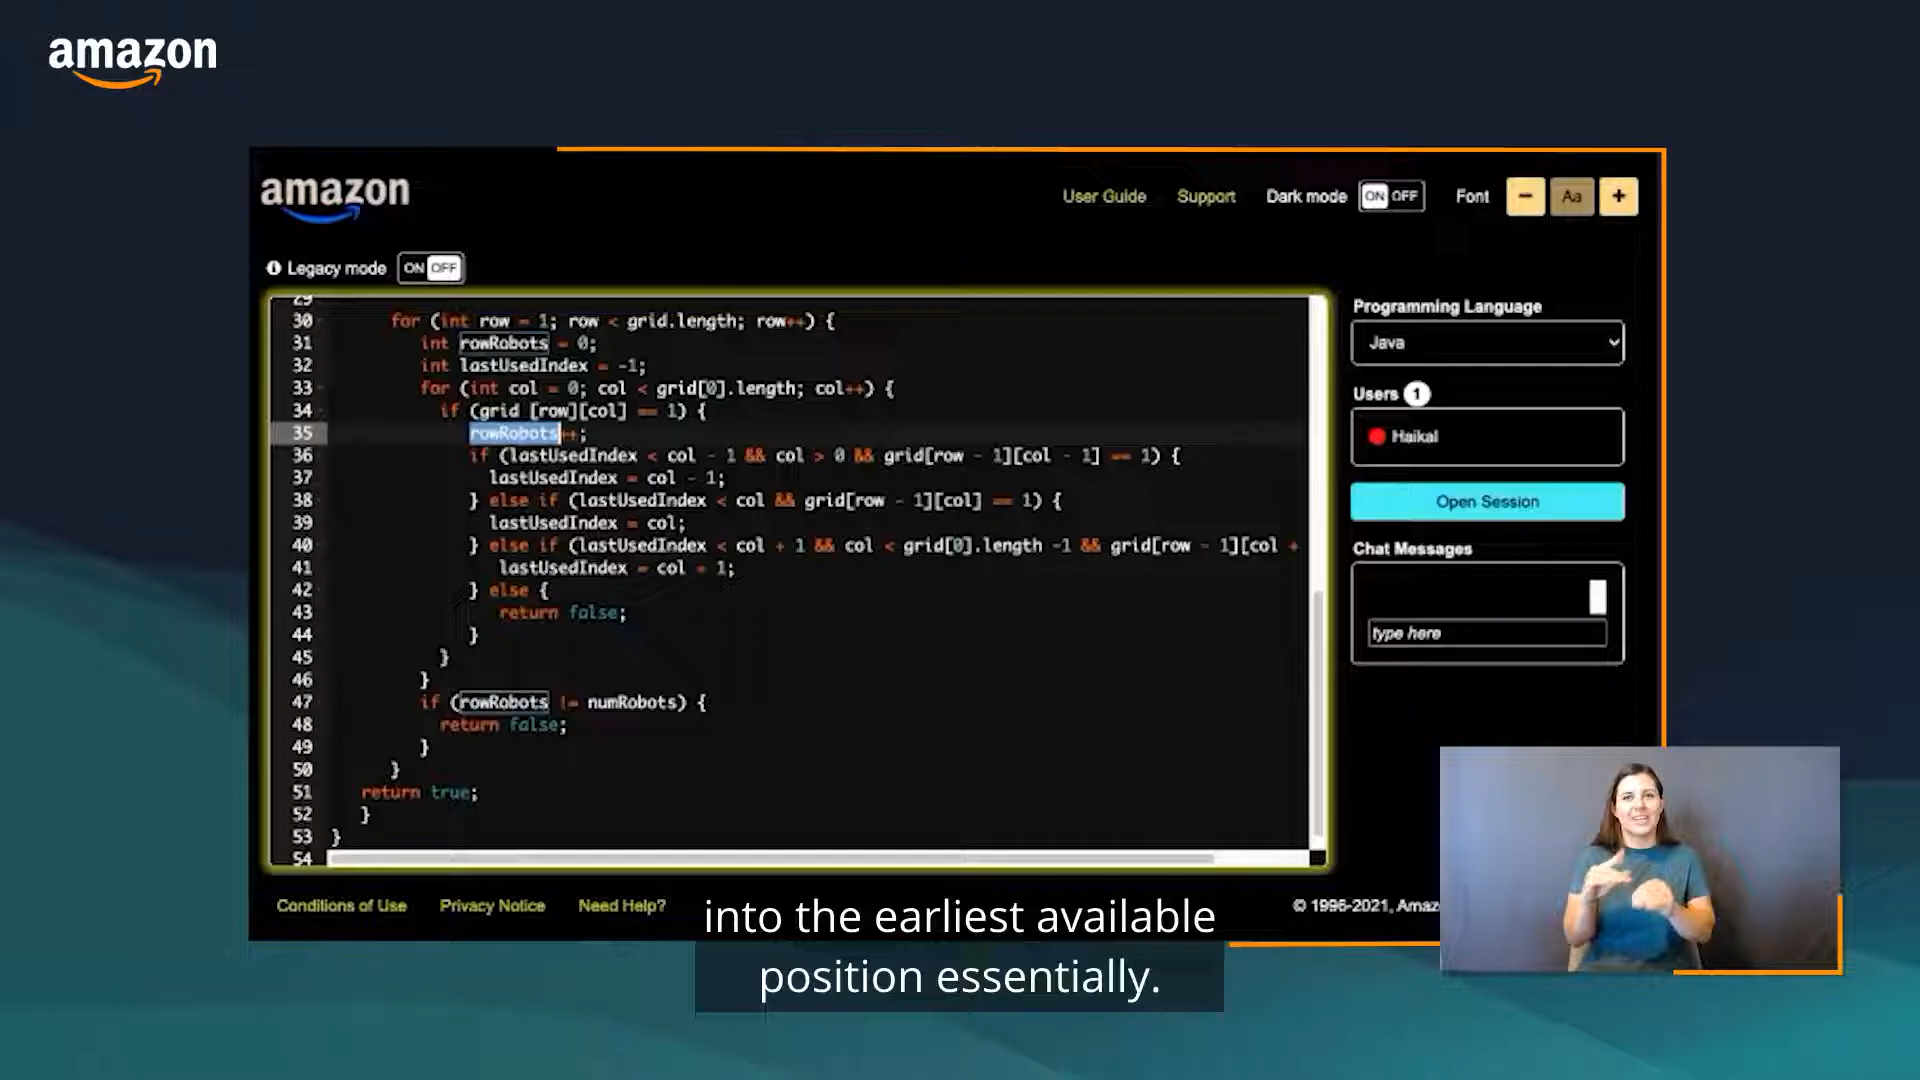 amazon
amazon
User Guide Support Dark mode ON OFF Font - Aa +
Legacy mode ON OFF
29
30 for (int row = 1; row < grid.length; row++) {
31 int rowRobots = 0;
32 int lastUsedIndex = -1;
33 for (int col = 0; col < grid[0].length; col++) {
34 if (grid [row][col] == 1) {
35 rowRobots++;
36 if (lastUsedIndex < col - 1 && col > 0 && grid[row - 1][col - 1] == 1) {
37 lastUsedIndex = col - 1;
38 } else if (lastUsedIndex < col && grid[row - 1][col] == 1) {
39 lastUsedIndex = col;
40 } else if (lastUsedIndex < col + 1 && col < grid[0].length -1 && grid[row - 1][col +
41 lastUsedIndex = col + 1;
42 } else {
43 return false;
44 }
45 }
46 }
47 if (rowRobots != numRobots) {
48 return false;
49 }
50 }
51 return true;
52 }
53 }
54
Programming Language
Java
Users 1
Haikal
Open Session
Chat Messages
type here
Conditions of Use Privacy Notice Need Help? © 1996-2021, Amaz
into the earliest available
position essentially.